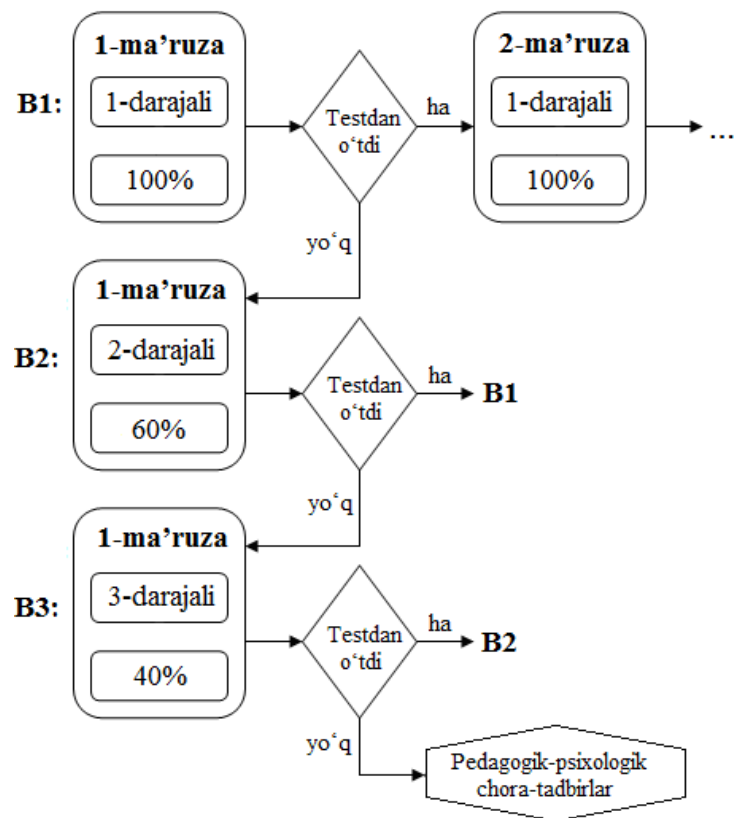 1-ma’ruza
B1:
1-darajali
100%
Testdan
o‘tdi
ha
2-ma’ruza
1-darajali
100%
...
yo‘q
1-ma’ruza
B2:
2-darajali
60%
Testdan
o‘tdi
ha
B1
yo‘q
1-ma’ruza
B3:
3-darajali
40%
Testdan
o‘tdi
ha
B2
yo‘q
Pedagogik-psixologik
chora-tadbirlar